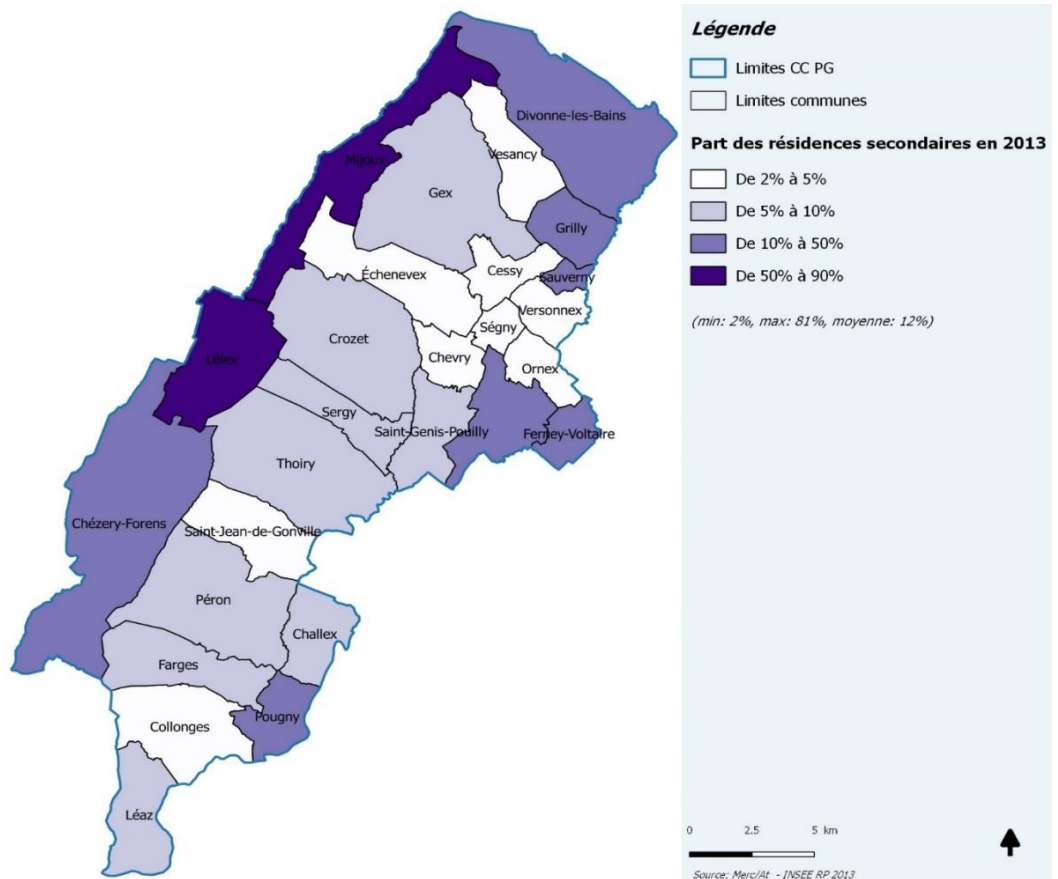 Légende
Limites CC PG
Limites communes
Part des résidences secondaires en 2013
De 2% à 5%
De 5% à 10%
De 10% à 50%
De 50% à 90%
(min: 2%, max: 81%, moyenne: 12%)
Divonne-les-Bains
Vesancy
Mijoux
Gex
Grilly
Cessy
Échenevex
Sauverny
Versonnex
Ségny
Crozet
Chevry
Ornex
Lélex
Sergy
Saint-Genis-Pouilly
Ferney-Voltaire
Thoiry
Chézery-Forens
Saint-Jean-de-Gonville
Péron
Challex
Farges
Pougny
Collonges
Léaz
0 2.5 5 km
Source: Merc/At - INSEE RP 2013